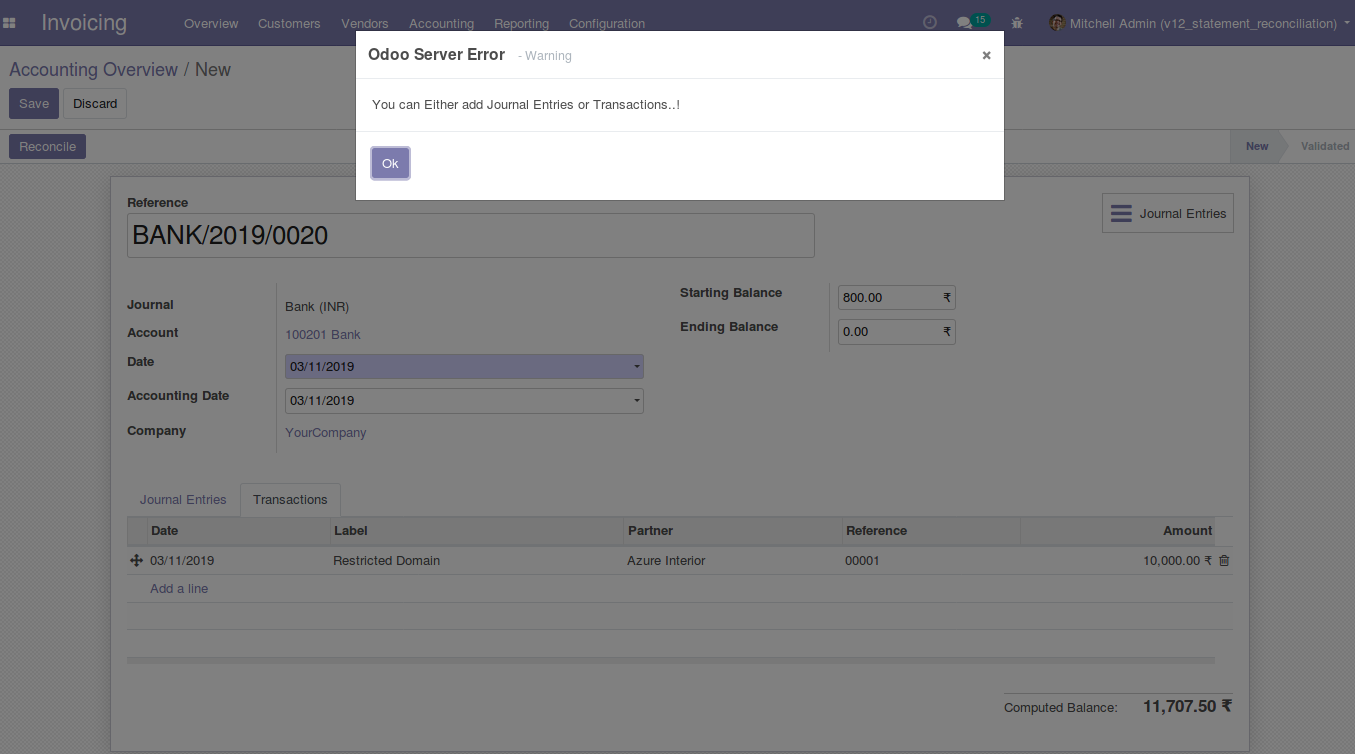 Invoicing Overview Customers Vendors Accounting Reporting Configuration 15 Mitchell Admin (v12_statement_reconciliation)
Odoo Server Error - Warning ×
Accounting Overview / New
Save Discard
You can Either add Journal Entries or Transactions..!
Reconcile New Validated
Ok
Reference
Journal Entries
BANK/2019/0020
Starting Balance 800.00 ₹
Journal Bank (INR)
Ending Balance 0.00 ₹
Account 100201 Bank
Date 03/11/2019
Accounting Date 03/11/2019
Company YourCompany
Journal Entries Transactions
Date Label Partner Reference Amount
03/11/2019 Restricted Domain Azure Interior 00001 10,000.00 ₹
Add a line
Computed Balance: 11,707.50 ₹